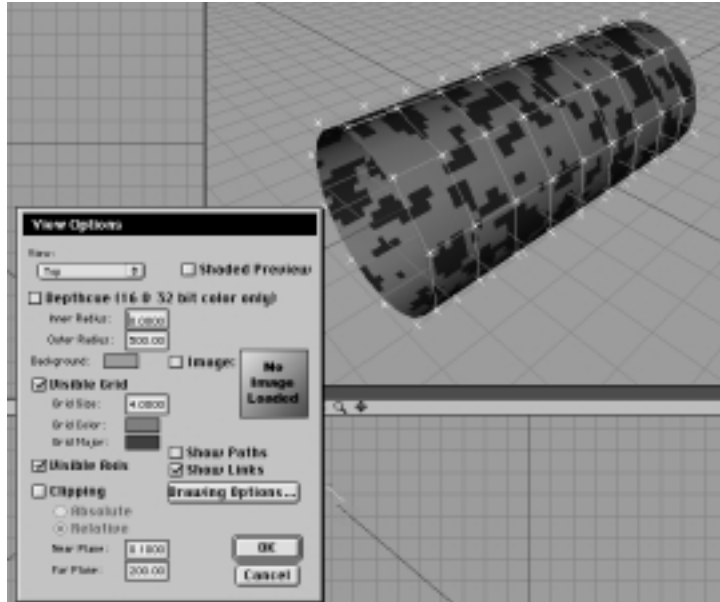 View Options
View:
Top
Shaded Preview
Depthcue (16 & 32 bit color only)
Inner Radius:
Outer Radius: 500.00
Background:
Image:
No
Image
Loaded
Visible Grid
Grid Size: 4.0000
Grid Color:
Grid Major:
Show Paths
Visible Axis
Show Links
Clipping
Drawing Options...
Absolute
Relative
Near Plane: 0.1000
Far Plane: 200.00
OK
Cancel